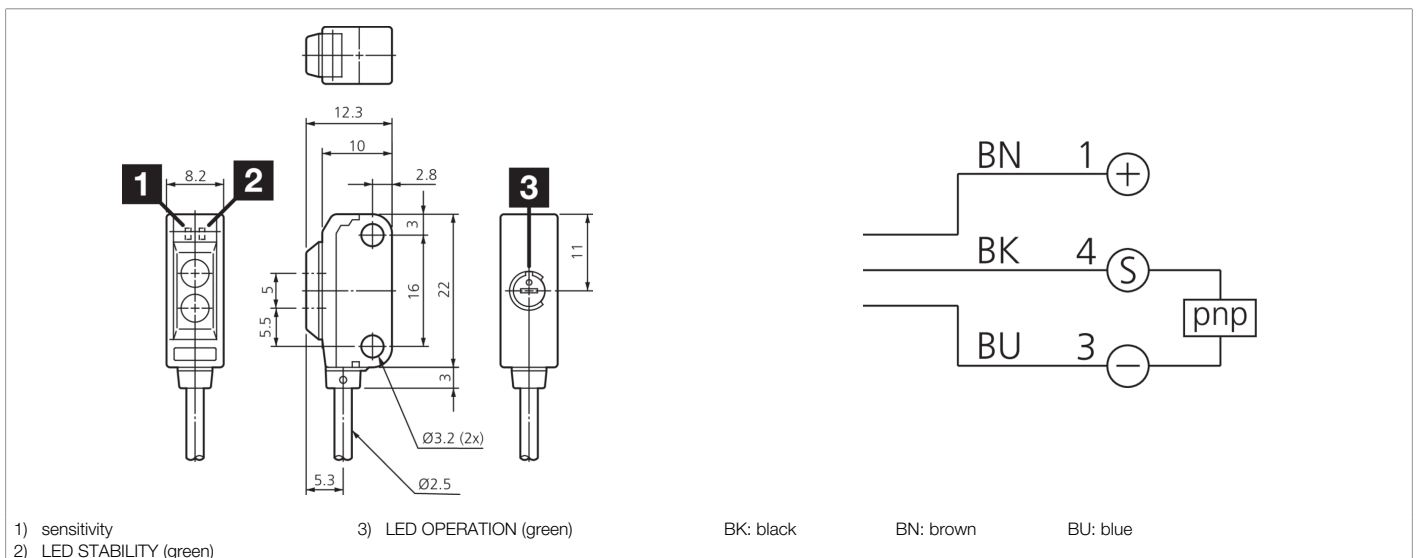 12.3
10
1
8.2
2
2.8
3
3
11
5
16
22
5.5
3
Ø3.2 (2x)
5.3
Ø2.5
BN 1 +
BK 4 S
pnp
BU 3 −
1) sensitivity
3) LED OPERATION (green)
BK: black
BN: brown
BU: blue
2) LED STABILITY (green)